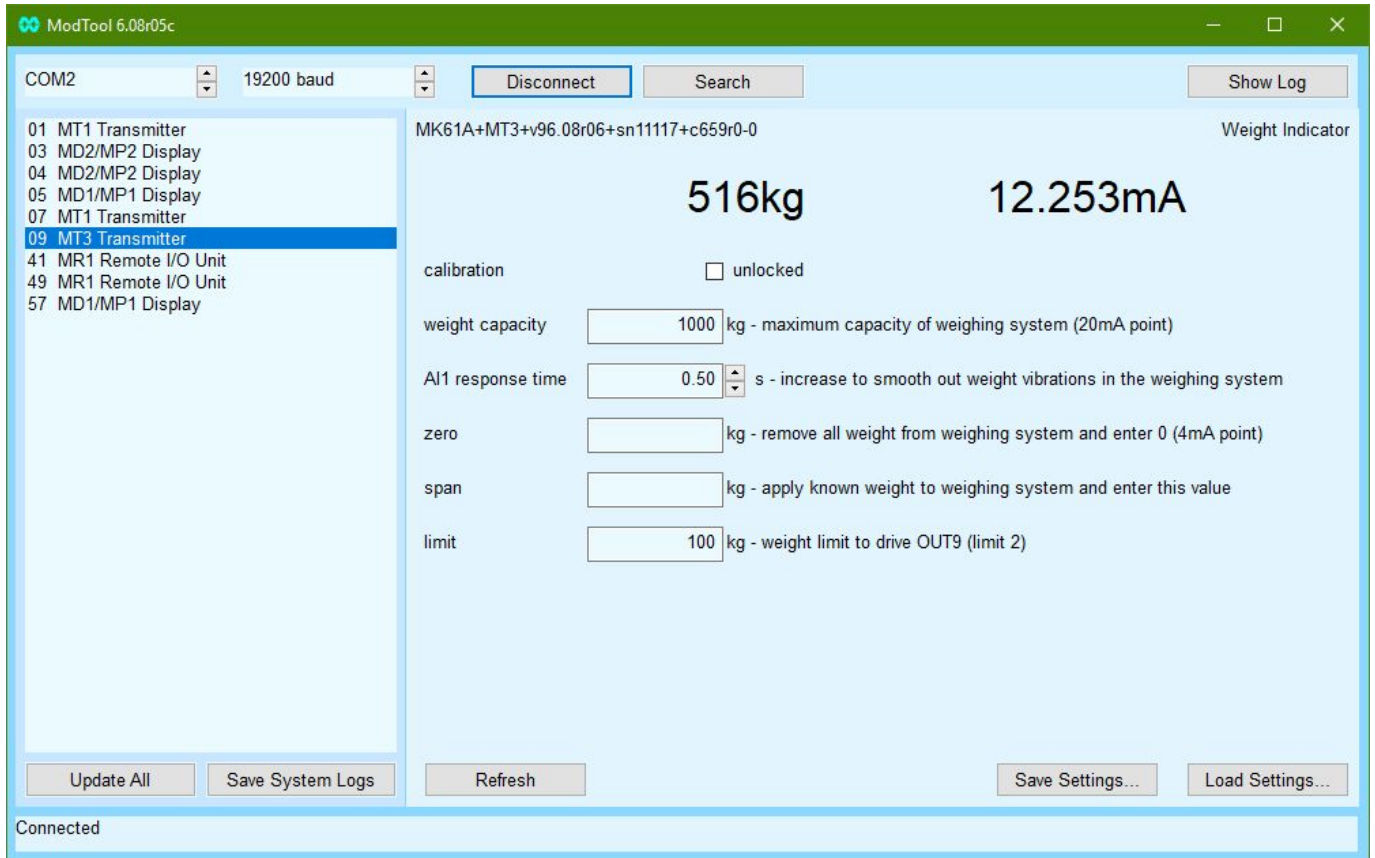 ModTool 6.08r05c
COM2 19200 baud Disconnect Search Show Log
01 MT1 Transmitter
03 MD2/MP2 Display
04 MD2/MP2 Display
05 MD1/MP1 Display
07 MT1 Transmitter
09 MT3 Transmitter
41 MR1 Remote I/O Unit
49 MR1 Remote I/O Unit
57 MD1/MP1 Display
Update All Save System Logs
MK61A+MT3+v96.08r06+sn11117+c659r0-0 Weight Indicator
516kg 12.253mA
calibration unlocked
weight capacity 1000 kg - maximum capacity of weighing system (20mA point)
AI1 response time 0.50 s - increase to smooth out weight vibrations in the weighing system
zero kg - remove all weight from weighing system and enter 0 (4mA point)
span kg - apply known weight to weighing system and enter this value
limit 100 kg - weight limit to drive OUT9 (limit 2)
Refresh Save Settings... Load Settings...
Connected